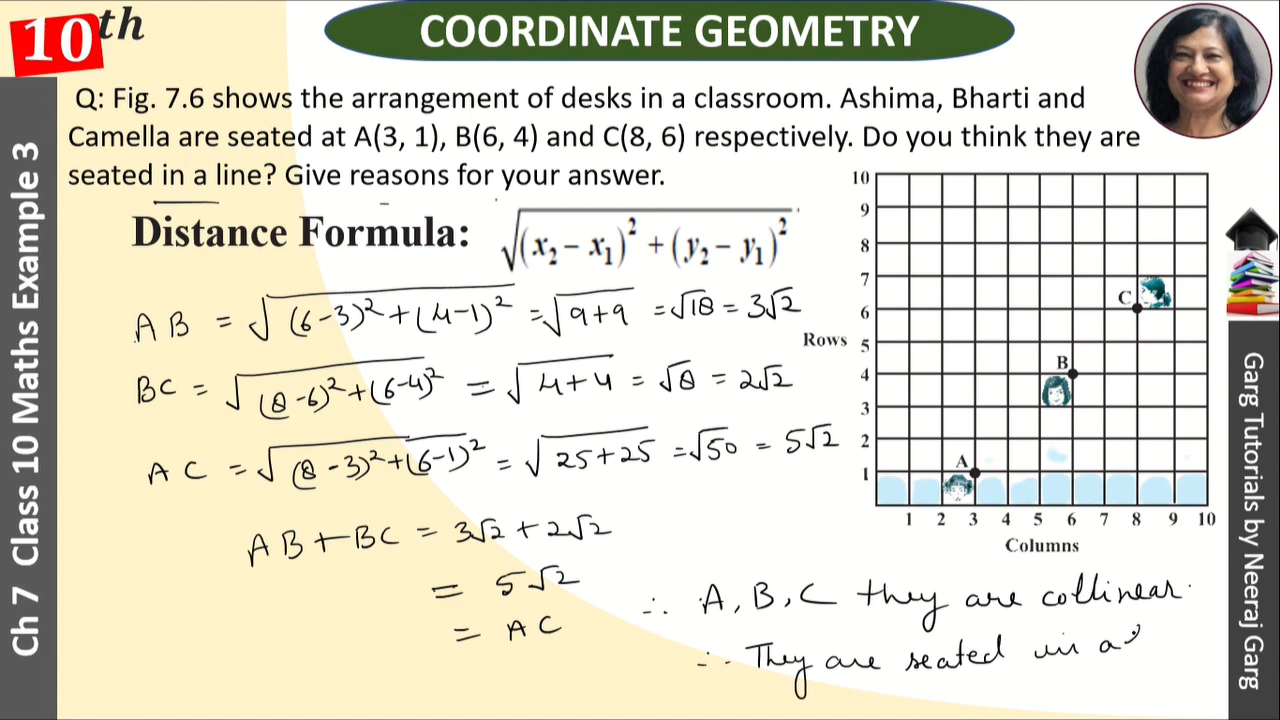 10th
COORDINATE GEOMETRY
Q: Fig. 7.6 shows the arrangement of desks in a classroom. Ashima, Bharti and
Camella are seated at A(3, 1), B(6, 4) and C(8, 6) respectively. Do you think they are
seated in a line? Give reasons for your answer.
Distance Formula: √(x₂ − x₁)² + (y₂ − y₁)²
AB = √(6-3)²+(4-1)² = √9+9 = √18 = 3√2
BC = √(8-6)²+(6-4)² = √4+4 = √8 = 2√2
AC = √(8-3)²+(6-1)² = √25+25 = √50 = 5√2
AB+BC = 3√2 + 2√2
= 5√2
= AC
∴ A, B, C they are collinear.
∴ They are seated in a
10
9
8
7
6
5
4
3
2
1
Rows
C
B
A
1 2 3 4 5 6 7 8 9 10
Columns
Ch 7 Class 10 Maths Example 3
Garg Tutorials by Neeraj Garg